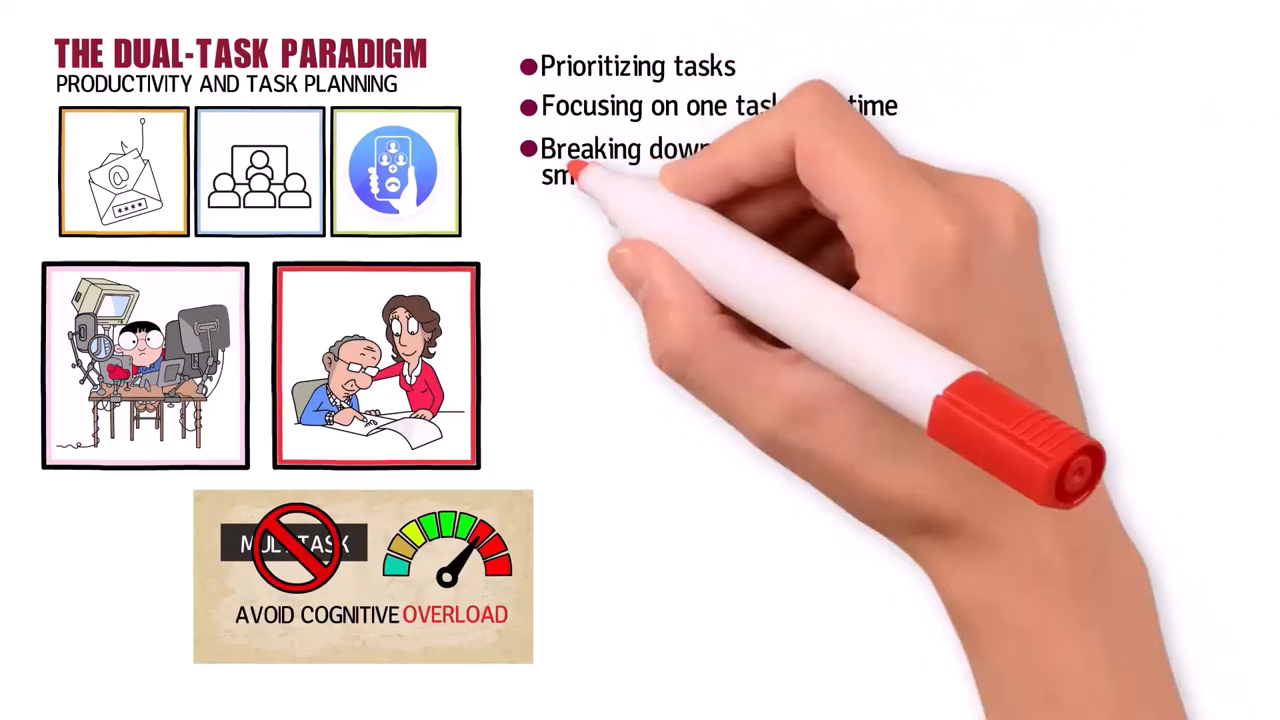 THE DUAL-TASK PARADIGM
PRODUCTIVITY AND TASK PLANNING
Prioritizing tasks
Focusing on one task time
Breaking down
@
****
AVOID COGNITIVE OVERLOAD